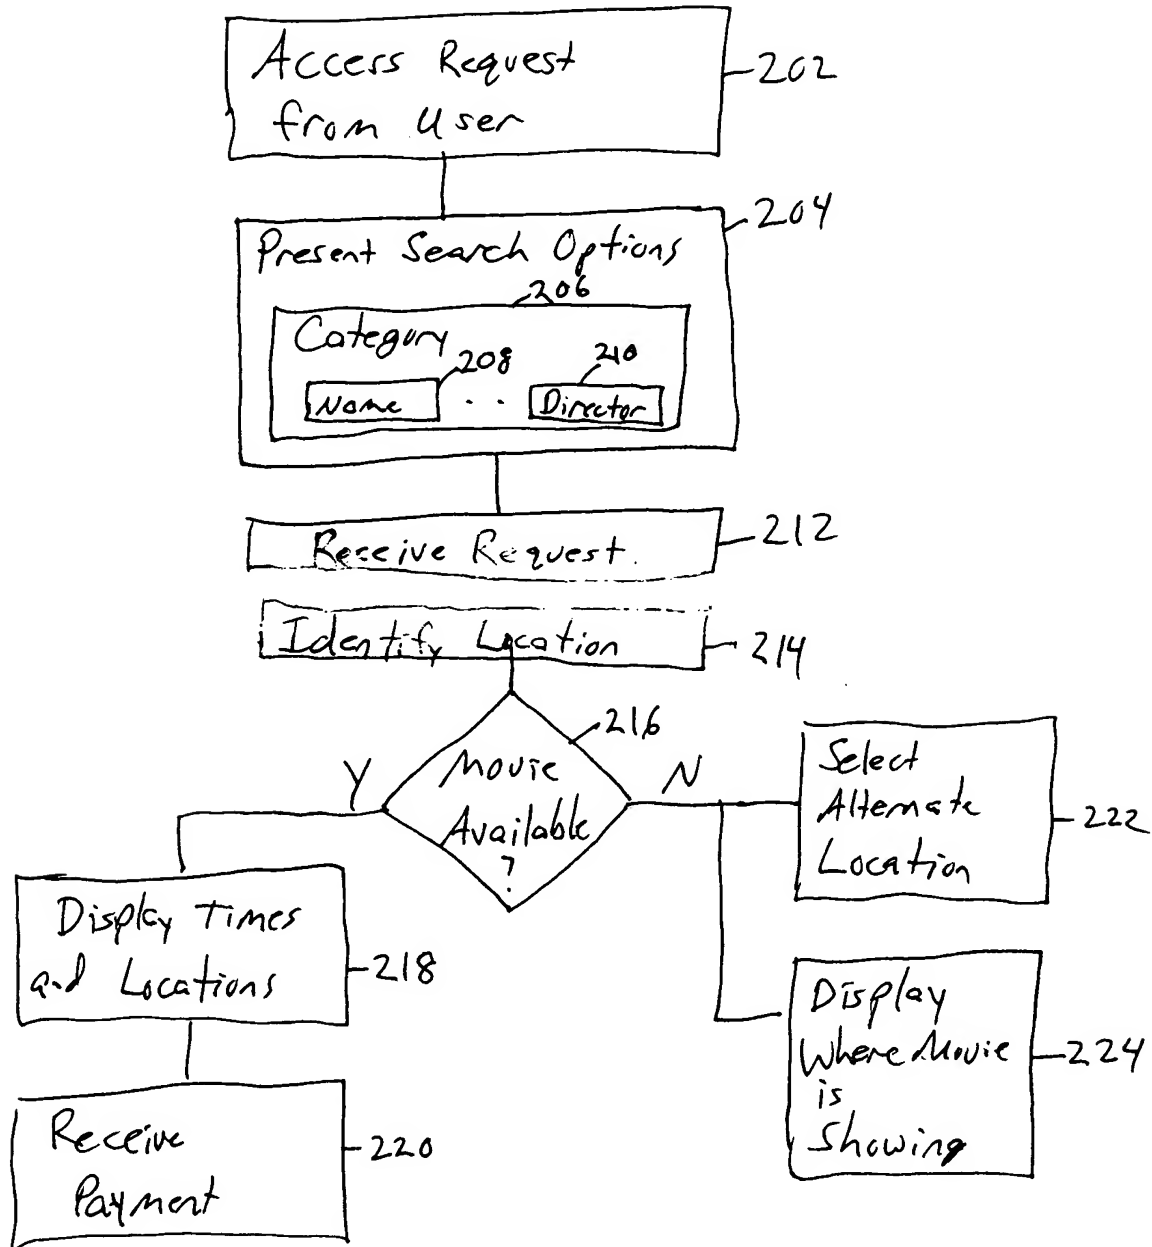 Access Request
from User
202
204
Present Search Options
206
Category
208
210
Name
. .
Director
Receive Request.
212
Identify Location
214
216
Y
Movie
Available
?
N
Select
Alternate
Location
222
Display Times
and Locations
218
Display
Where Movie
is
Showing
224
Receive
Payment
220